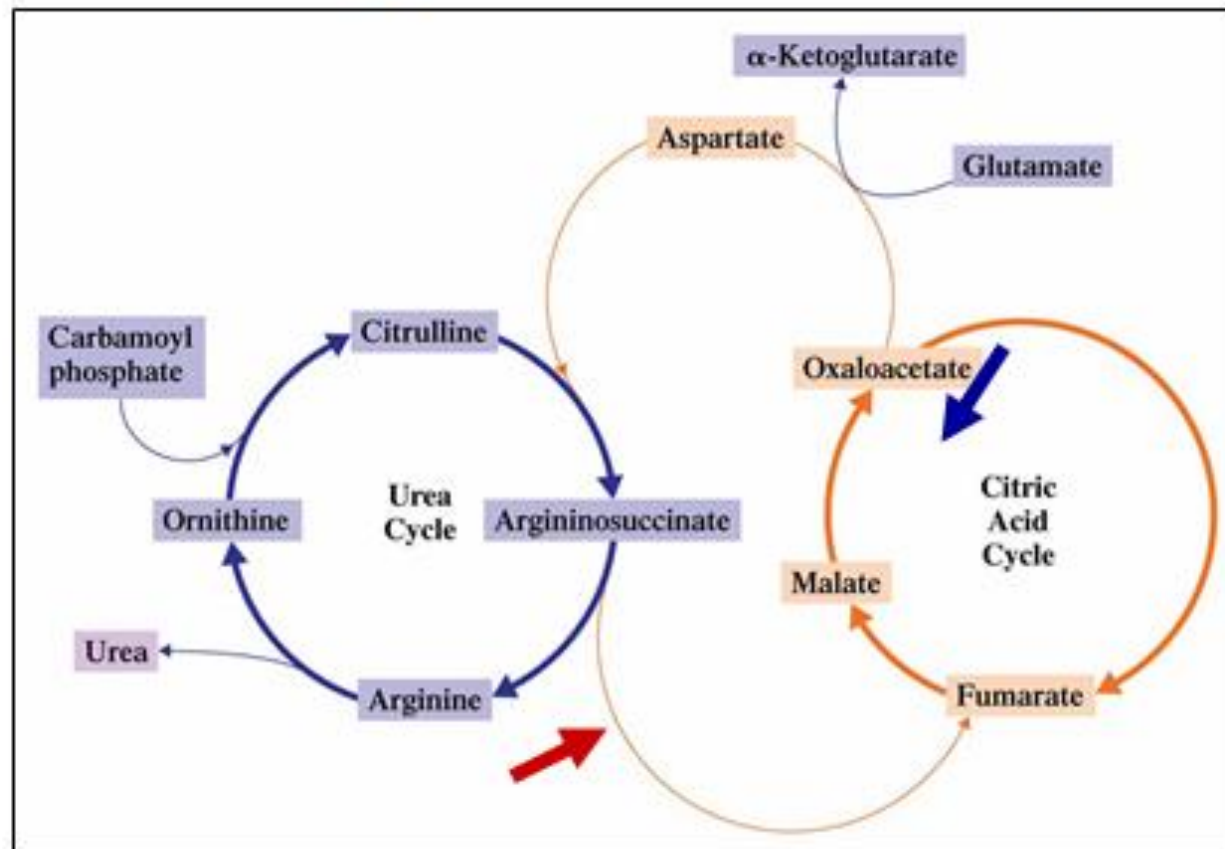 α-Ketoglutarate
Aspartate
Glutamate
Carbamoyl
phosphate
Citrulline
Oxaloacetate
Ornithine
Urea
Cycle
Argininosuccinate
Citric
Acid
Cycle
Malate
Urea
Arginine
Fumarate